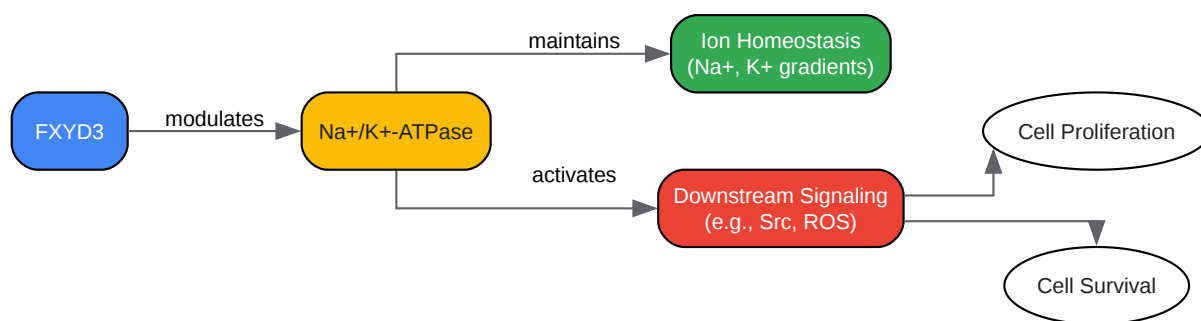 FXYD3
modulates
Na+/K+-ATPase
maintains
Ion Homeostasis
(Na+, K+ gradients)
activates
Downstream Signaling
(e.g., Src, ROS)
Cell Proliferation
Cell Survival